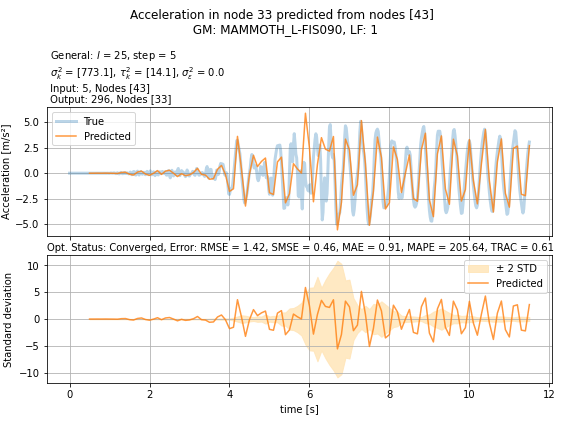 Acceleration in node 33 predicted from nodes [43]
GM: MAMMOTH_L-FIS090, LF: 1
General: l = 25, step = 5
σ²ₖ = [773.1], τ²ₖ = [14.1], σ²ε = 0.0
Input: 5, Nodes [43]
Output: 296, Nodes [33]
Acceleration [m/s²]
5.0
2.5
0.0
−2.5
−5.0
True
Predicted
Opt. Status: Converged, Error: RMSE = 1.42, SMSE = 0.46, MAE = 0.91, MAPE = 205.64, TRAC = 0.61
Standard deviation
10
5
0
−5
−10
± 2 STD
Predicted
0 2 4 6 8 10 12
time [s]